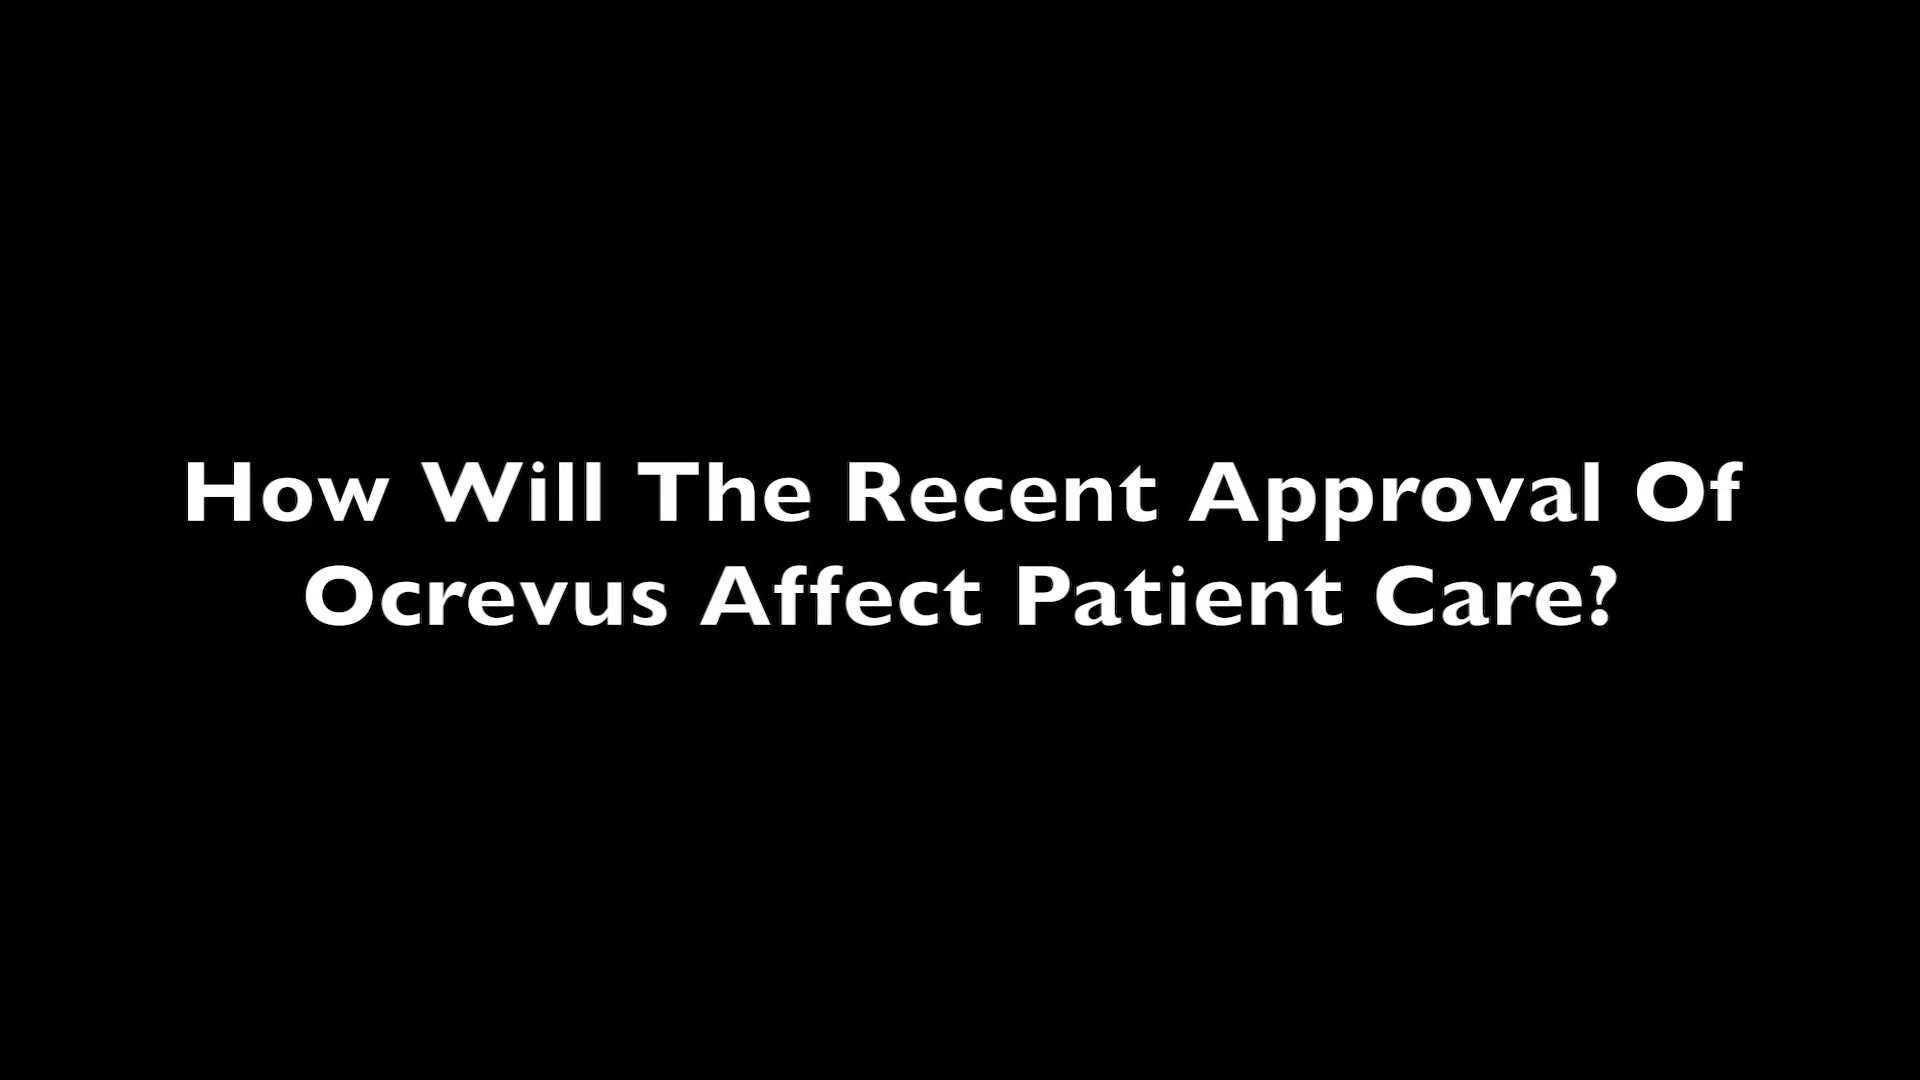 How Will The Recent Approval Of
Ocrevus Affect Patient Care?